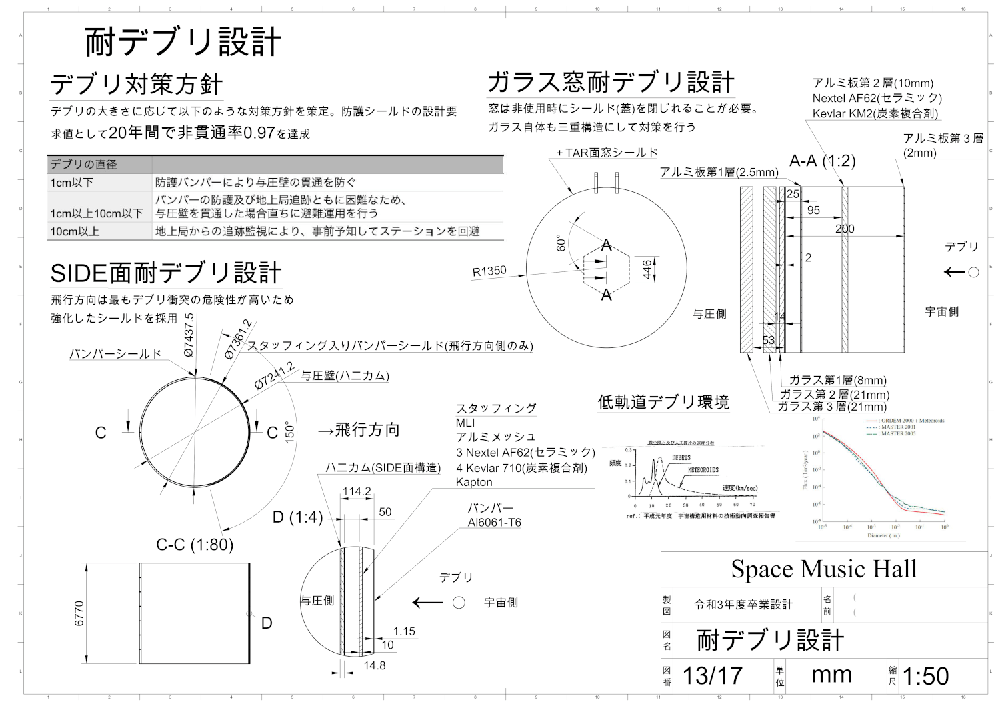 耐デブリ設計
デブリ対策方針
デブリの大きさに応じて以下のような対策方針を策定。防護シールドの設計要
求値として20年間で非貫通率0.97を達成
デブリの直径
1cm以下 防護バンパーにより与圧壁の貫通を防ぐ
バンパーの防護及び地上局追跡ともに困難なため、
1cm以上10cm以下 与圧壁を貫通した場合直ちに避難運用を行う
10cm以上 地上局からの追跡監視により、事前予知してステーションを回避
SIDE面耐デブリ設計
飛行方向は最もデブリ衝突の危険性が高いため
強化したシールドを採用
Ø7437.5
Ø7361.2
スタッフィング入りバンパーシールド(飛行方向側のみ)
バンパーシールド
Ø7241.2
与圧壁(ハニカム)
C
C
150°
→飛行方向
C-C (1:80)
6770
D
ハニカム(SIDE面構造)
114.2
D (1:4)
50
スタッフィング
MLI
アルミメッシュ
3 Nextel AF62(セラミック)
4 Kevlar 710(炭素複合剤)
Kapton
バンパー
Al6061-T6
与圧側
デブリ
宇宙側
1.15
10
14.8
ガラス窓耐デブリ設計
窓は非使用時にシールド(蓋)を閉じれることが必要。
ガラス自体も三重構造にして対策を行う
+TAR面窓シールド
60°
A
A
448
R1350
アルミ板第2層(10mm)
Nextel AF62(セラミック)
Kevlar KM2(炭素複合剤)
アルミ板第3層
(2mm)
A-A (1:2)
アルミ板第1層(2.5mm)
25
95
200
2
14
53
与圧側
デブリ
宇宙側
ガラス第1層(8mm)
ガラス第2層(21mm)
ガラス第3層(21mm)
低軌道デブリ環境
頻度
DEBRIS
METEOROIDS
速度(km/sec)
Diameter
Space Music Hall
製図 令和3年度卒業設計 名前
図名 耐デブリ設計
図番 13/17 単位 mm 縮尺 1:50